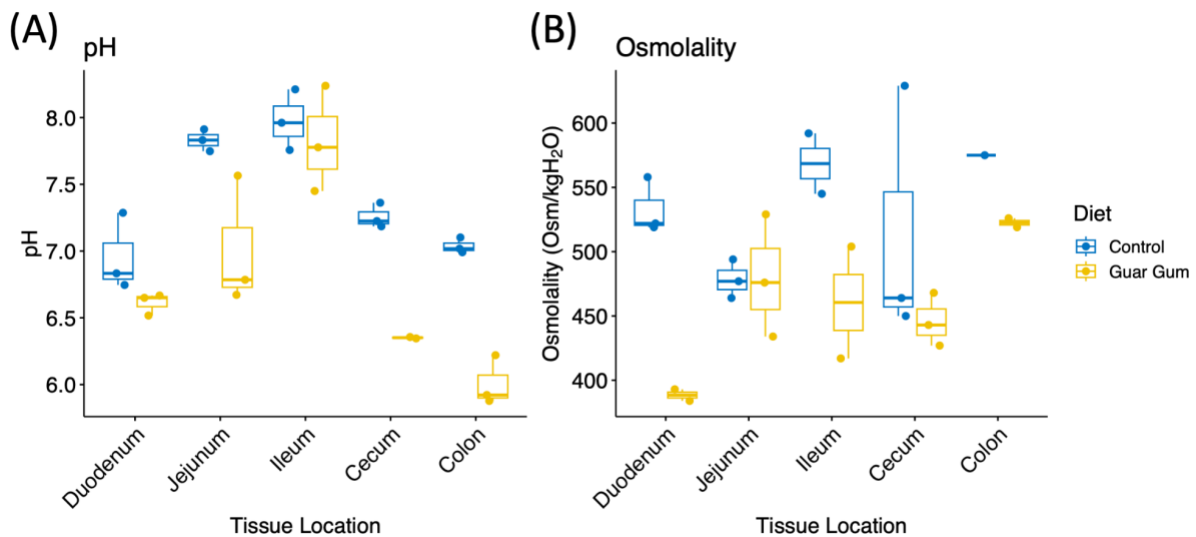 (A)
pH
pH
8.0
7.5
7.0
6.5
6.0
Duodenum
Jejunum
Ileum
Cecum
Colon
Tissue Location
(B)
Osmolality
Osmolality (Osm/kgH₂O)
600
550
500
450
400
Duodenum
Jejunum
Ileum
Cecum
Colon
Tissue Location
Diet
Control
Guar Gum